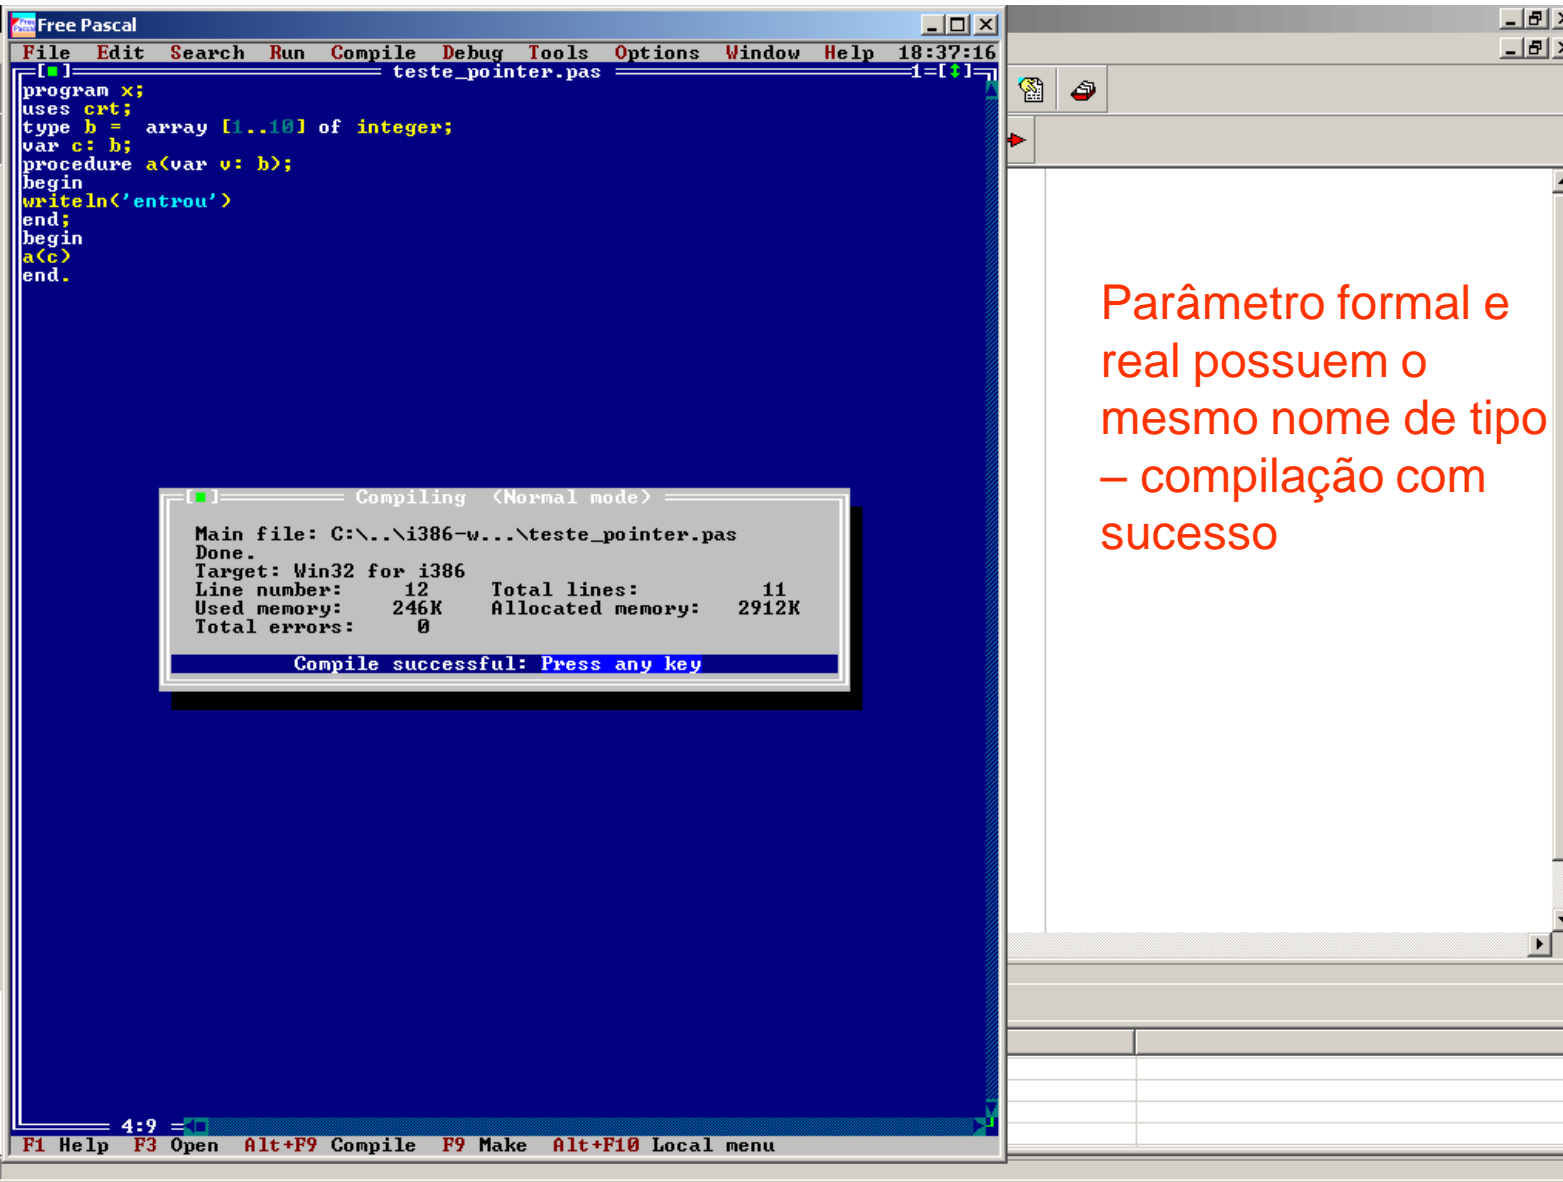 Free Pascal
File Edit Search Run Compile Debug Tools Options Window Help 18:37:16
teste_pointer.pas 1=[↕]
program x;
uses crt;
type b =  array [1..10] of integer;
var c: b;
procedure a(var v: b);
begin
writeln('entrou')
end;
begin
a(c)
end.
Compiling (Normal mode)
Main file: C:\..\i386-w...\teste_pointer.pas
Done.
Target: Win32 for i386
Line number: 12 Total lines: 11
Used memory: 246K Allocated memory: 2912K
Total errors: 0
Compile successful: Press any key
4:9
F1 Help F3 Open Alt+F9 Compile F9 Make Alt+F10 Local menu
Parâmetro formal e
real possuem o
mesmo nome de tipo
– compilação com
sucesso